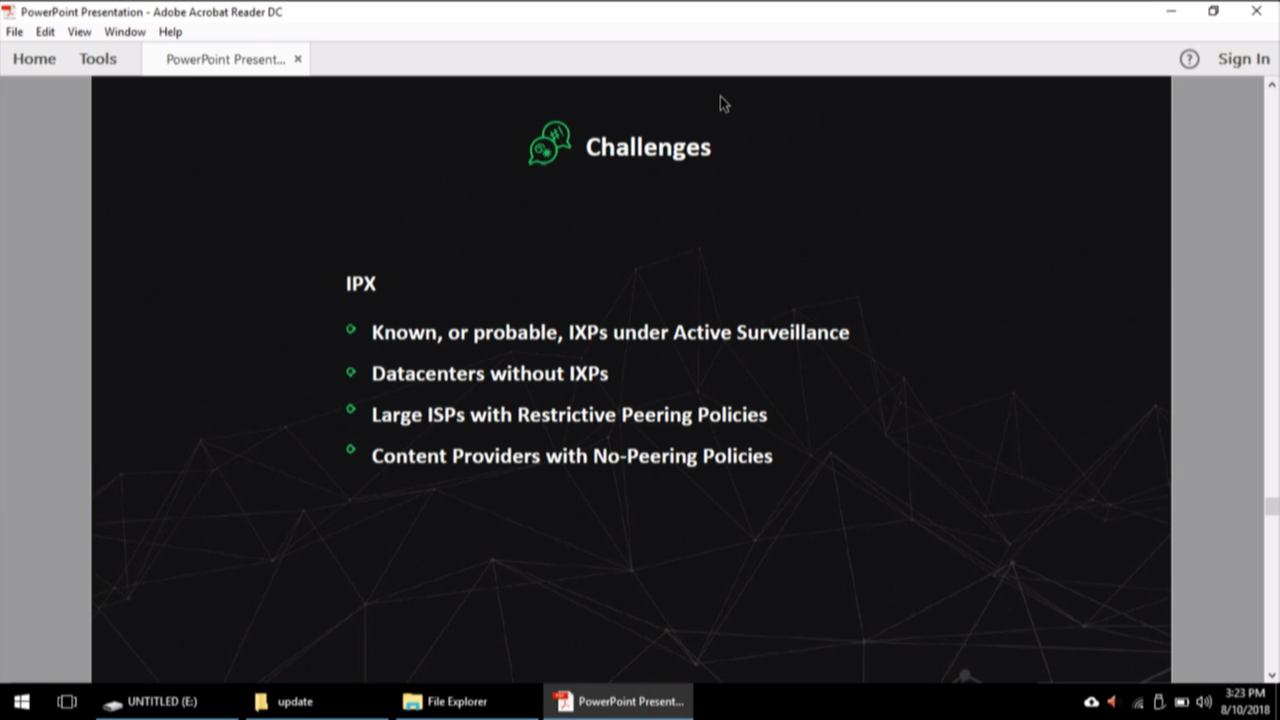 PowerPoint Presentation - Adobe Acrobat Reader DC
File Edit View Window Help
Home Tools PowerPoint Present... × ? Sign In
#!
Challenges
IPX
Known, or probable, IXPs under Active Surveillance
Datacenters without IXPs
Large ISPs with Restrictive Peering Policies
Content Providers with No-Peering Policies
UNTITLED (E:) update File Explorer PowerPoint Present... 3:23 PM
8/10/2018